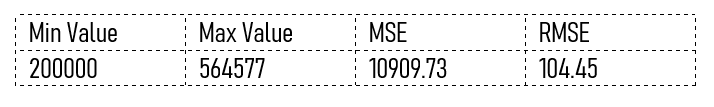 Min Value Max Value MSE RMSE
200000 564577 10909.73 104.45